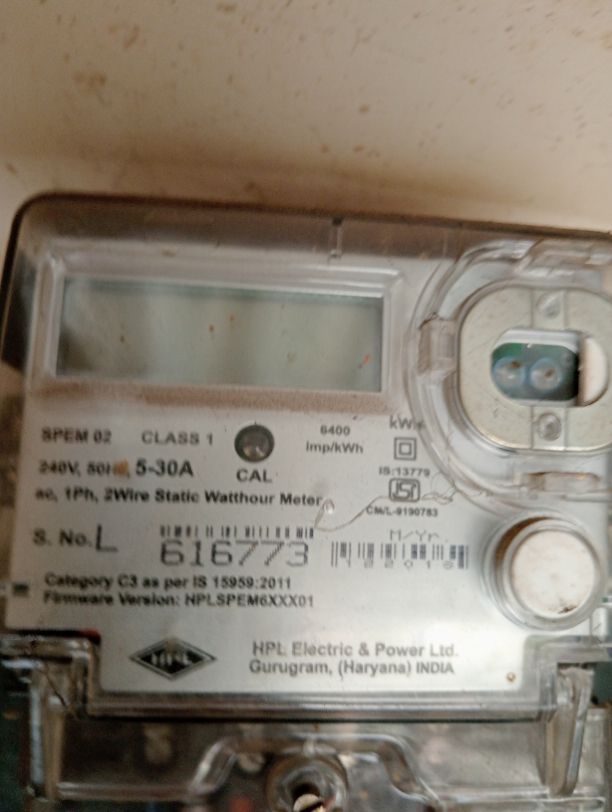 SPEM 02 CLASS 1
6400
imp/kWh
240V, 50Hz, 5-30A
CAL
IS:13779
ac, 1Ph, 2Wire Static Watthour Meter
CM/L-9190783
M/Yr.
S. No. L 616773
Category C3 as per IS 15959:2011
Firmware Version: HPLSPEM6XXX01
HPL
HPL Electric & Power Ltd.
Gurugram, (Haryana) INDIA